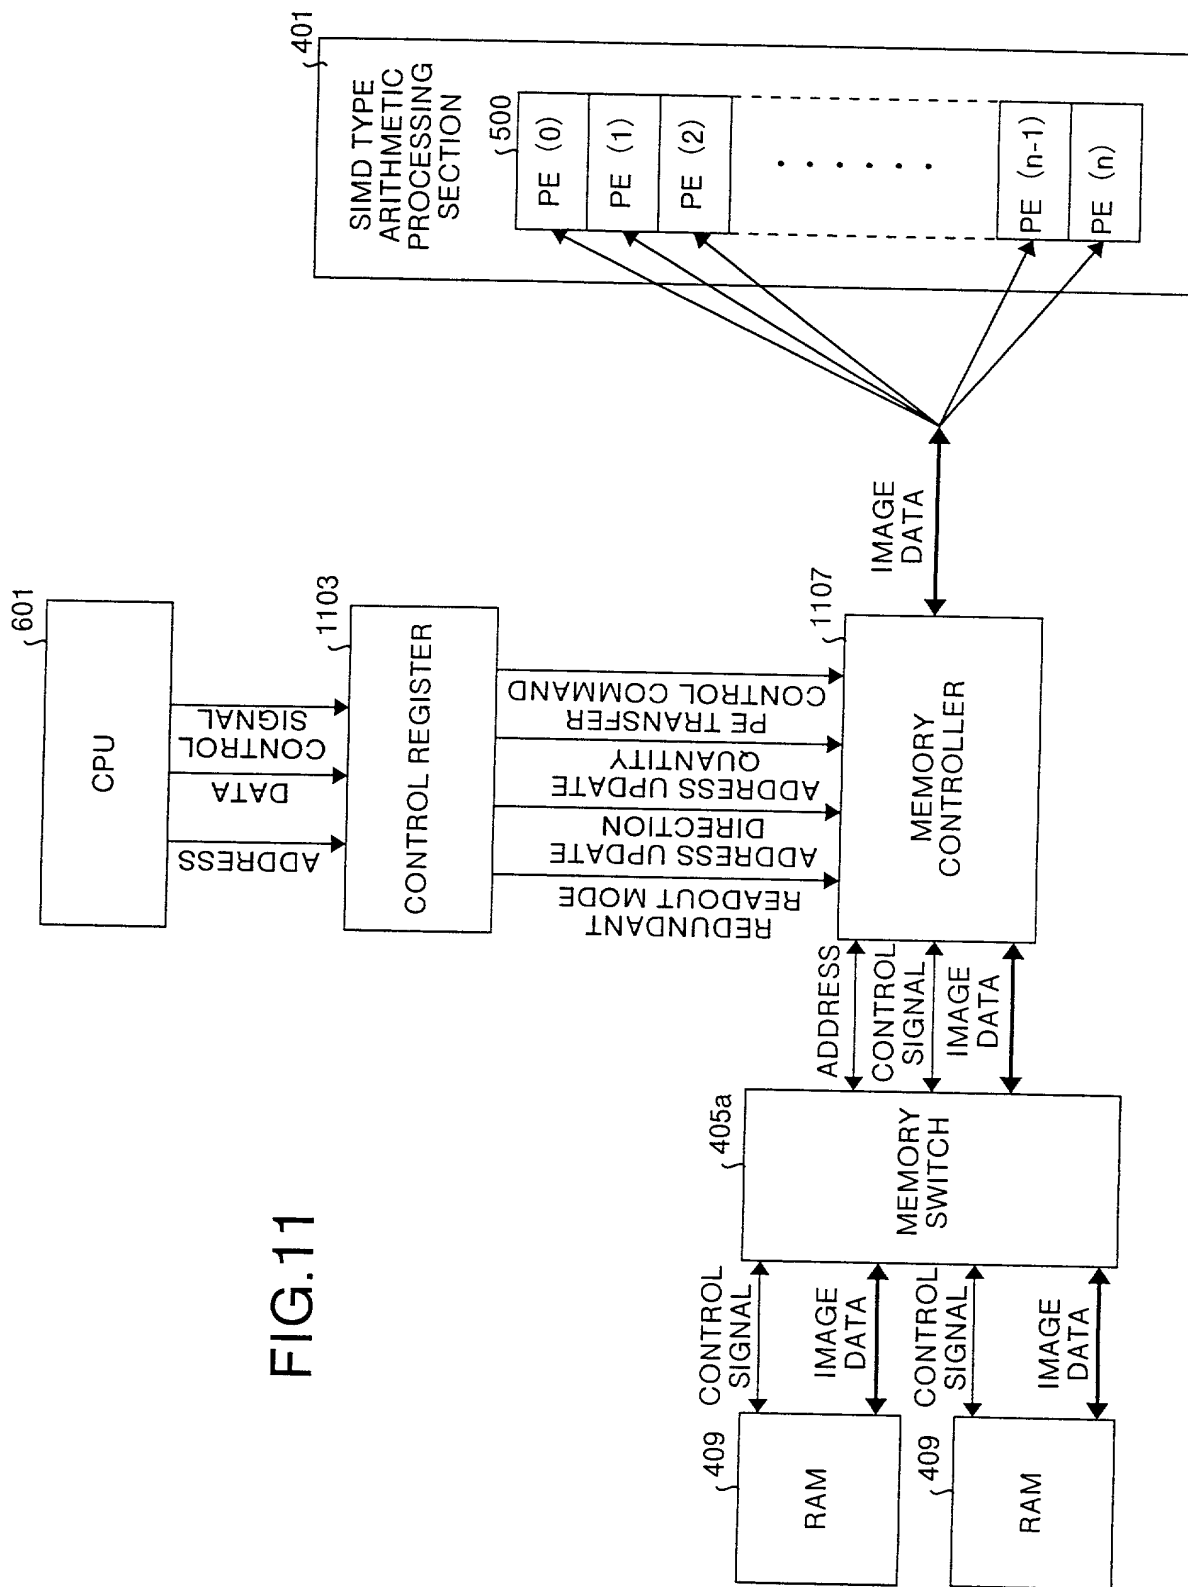 FIG.11
601
CPU
ADDRESS
DATA
CONTROL
SIGNAL
1103
CONTROL REGISTER
REDUNDANT
READOUT MODE
ADDRESS UPDATE
DIRECTION
ADDRESS UPDATE
QUANTITY
PE TRANSFER
CONTROL COMMAND
409
RAM
CONTROL
SIGNAL
IMAGE
DATA
409
RAM
CONTROL
SIGNAL
IMAGE
DATA
405a
MEMORY
SWITCH
ADDRESS
CONTROL
SIGNAL
IMAGE
DATA
1107
MEMORY
CONTROLLER
IMAGE
DATA
401
SIMD TYPE
ARITHMETIC
PROCESSING
SECTION
500
PE (0)
PE (1)
PE (2)
PE (n-1)
PE (n)